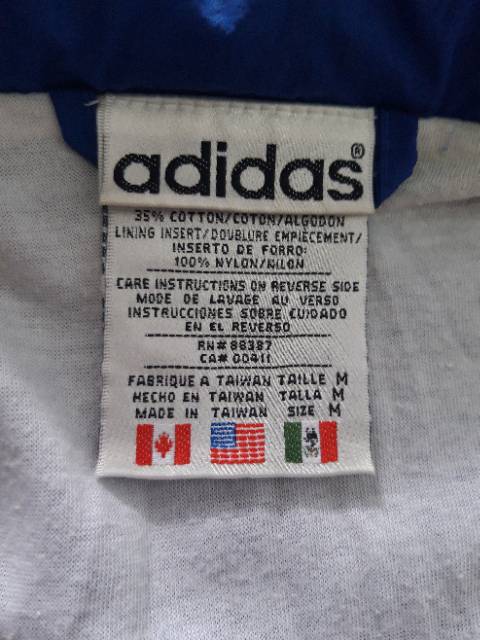 adidas®
35% COTTON/COTON/ALGODON
LINING INSERT/DOUBLURE EMPIECEMENT/
INSERTO DE FORRO:
100% NYLON/NILON
CARE INSTRUCTIONS ON REVERSE SIDE
MODE DE LAVAGE AU VERSO
INSTRUCCIONES SOBRE CUIDADO
EN EL REVERSO
RN# 88387
CA# 00411
FABRIQUE A TAIWAN TAILLE M
HECHO EN TAIWAN TALLA M
MADE IN TAIWAN SIZE M